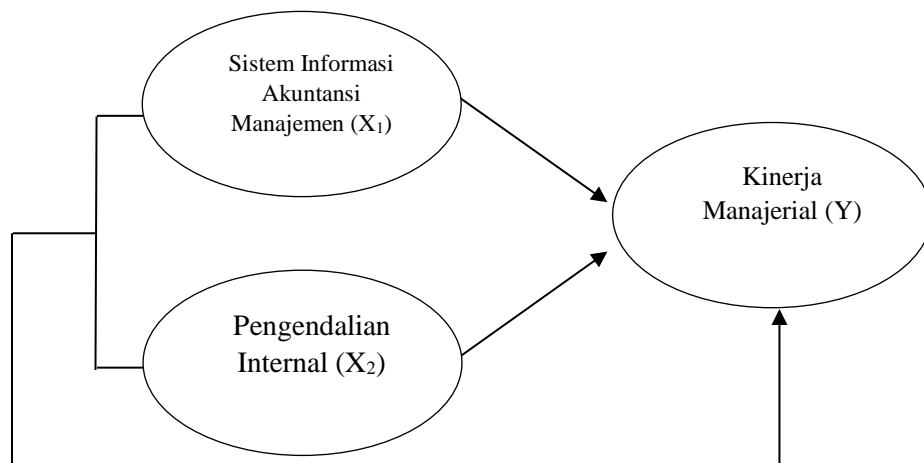 Sistem Informasi
Akuntansi
Manajemen (X₁)
Kinerja
Manajerial (Y)
Pengendalian
Internal (X₂)